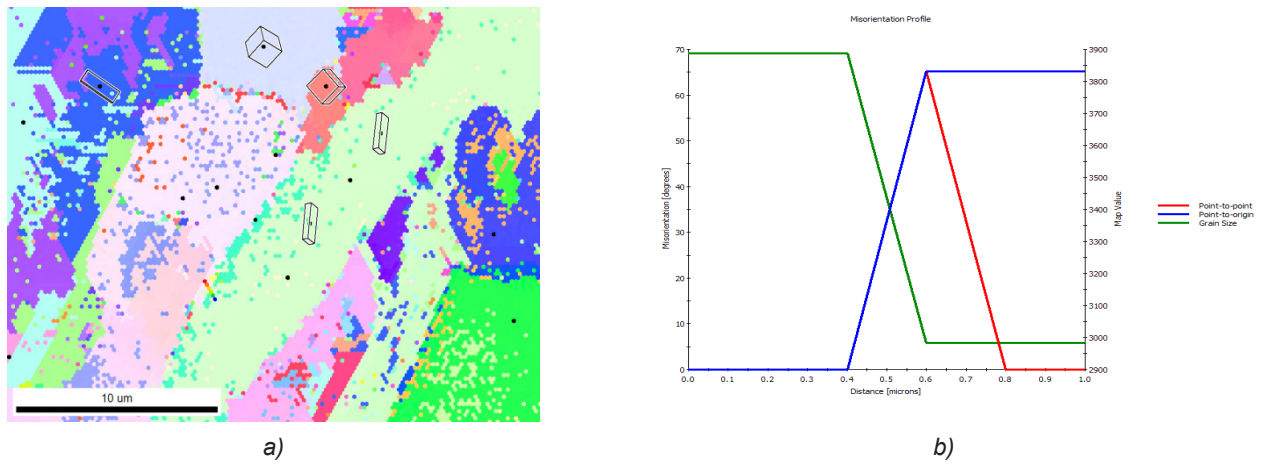 10 um
a)
Misorientation Profile
Misorientation [degrees]
70
60
50
40
30
20
10
0
0.0 0.1 0.2 0.3 0.4 0.5 0.6 0.7 0.8 0.9 1.0
Distance [microns]
3900
3800
3700
3600
3500
3400
3300
3200
3100
3000
2900
Map Value
Point-to-point
Point-to-origin
Grain Size
b)